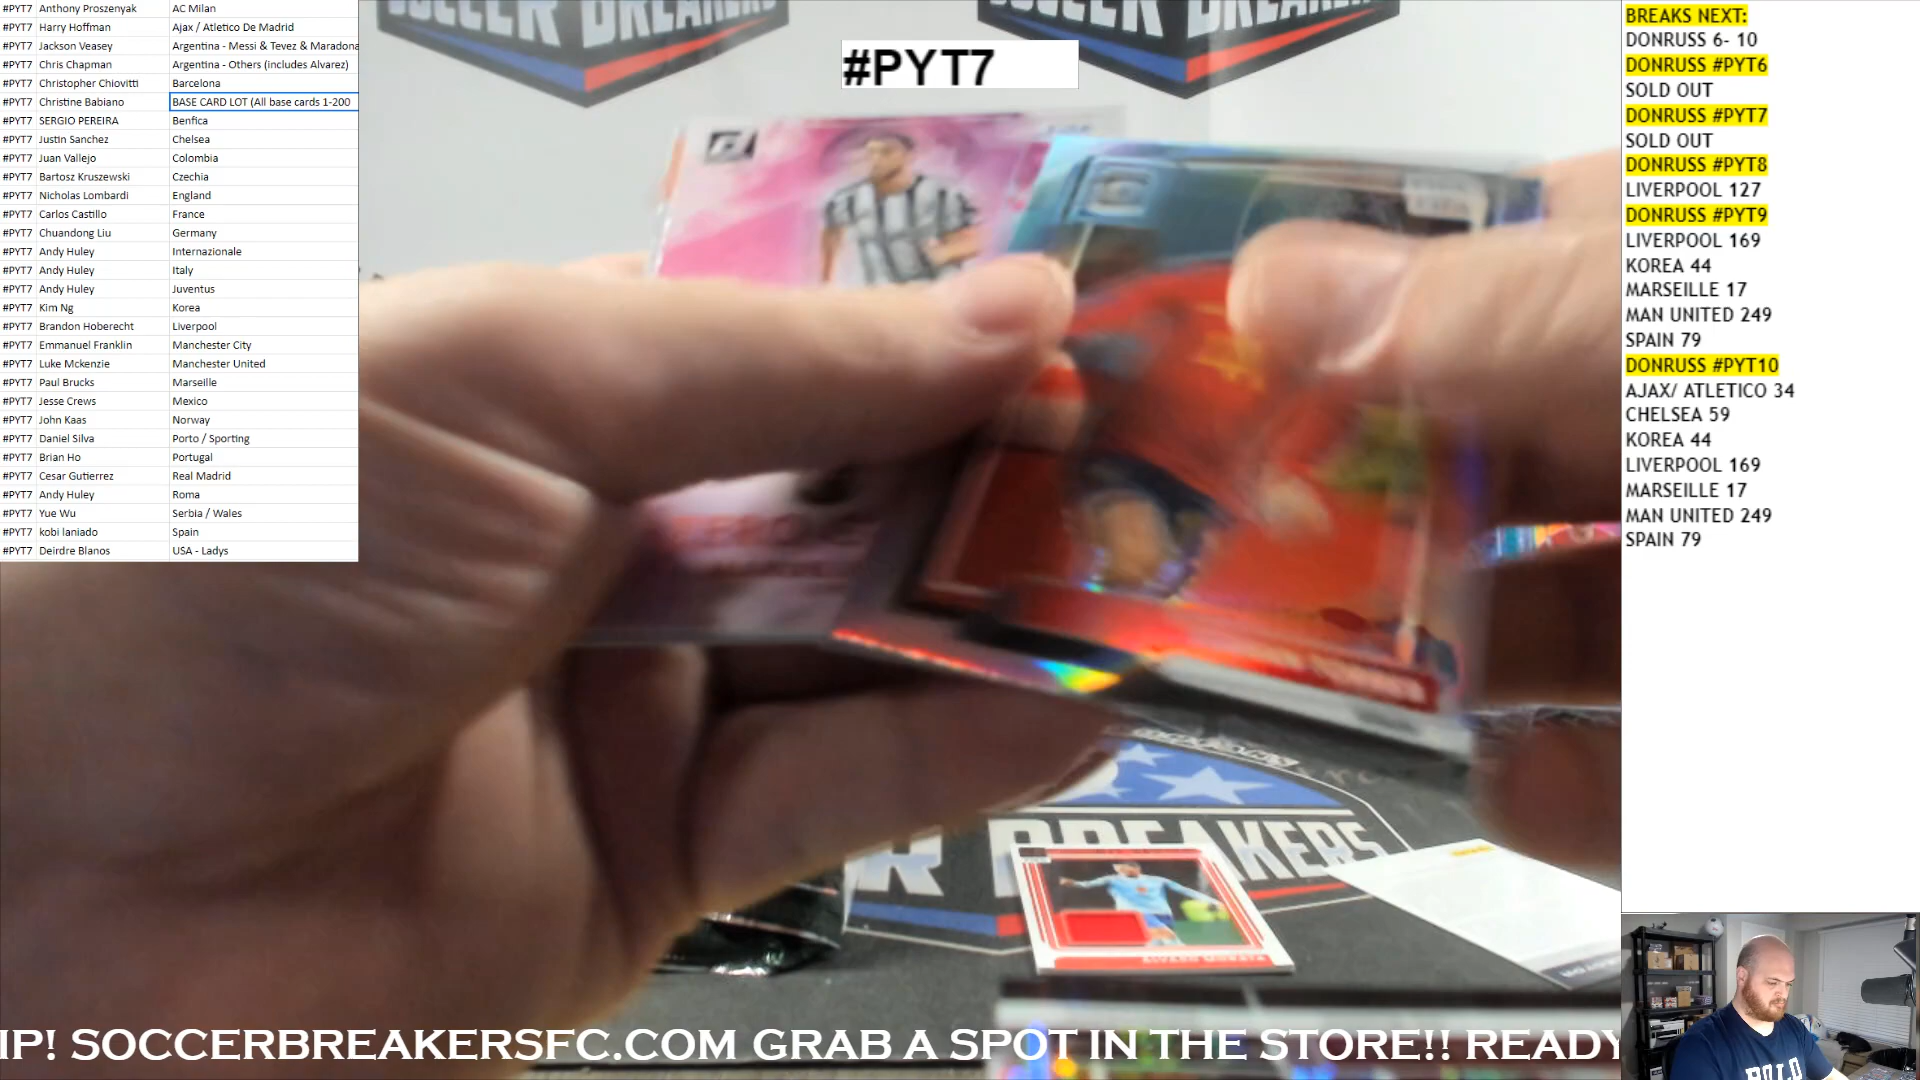 #PYT7 Anthony Proszenyak AC Milan
#PYT7 Harry Hoffman Ajax / Atletico De Madrid
#PYT7 Jackson Veasey Argentina - Messi & Tevez & Maradona
#PYT7 Chris Chapman Argentina - Others (includes Alvarez)
#PYT7 Christopher Chiovitti Barcelona
#PYT7 Christine Babiano BASE CARD LOT (All base cards 1-200
#PYT7 SERGIO PEREIRA Benfica
#PYT7 Justin Sanchez Chelsea
#PYT7 Juan Vallejo Colombia
#PYT7 Bartosz Kruszewski Czechia
#PYT7 Nicholas Lombardi England
#PYT7 Carlos Castillo France
#PYT7 Chuandong Liu Germany
#PYT7 Andy Huley Internazionale
#PYT7 Andy Huley Italy
#PYT7 Andy Huley Juventus
#PYT7 Kim Ng Korea
#PYT7 Brandon Hoberecht Liverpool
#PYT7 Emmanuel Franklin Manchester City
#PYT7 Luke Mckenzie Manchester United
#PYT7 Paul Brucks Marseille
#PYT7 Jesse Crews Mexico
#PYT7 John Kaas Norway
#PYT7 Daniel Silva Porto / Sporting
#PYT7 Brian Ho Portugal
#PYT7 Cesar Gutierrez Real Madrid
#PYT7 Andy Huley Roma
#PYT7 Yue Wu Serbia / Wales
#PYT7 kobi laniado Spain
#PYT7 Deirdre Blanos USA - Ladys
SOCCER BREAKERS
SOCCER BREAKERS
#PYT7
BREAKS NEXT:
DONRUSS 6- 10
DONRUSS #PYT6
SOLD OUT
DONRUSS #PYT7
SOLD OUT
DONRUSS #PYT8
LIVERPOOL 127
DONRUSS #PYT9
LIVERPOOL 169
KOREA 44
MARSEILLE 17
MAN UNITED 249
SPAIN 79
DONRUSS #PYT10
AJAX/ ATLETICO 34
CHELSEA 59
KOREA 44
LIVERPOOL 169
MARSEILLE 17
MAN UNITED 249
SPAIN 79
R BREAKERS
ALVARO MORATA
POLO
IP! SOCCERBREAKERSFC.COM GRAB A SPOT IN THE STORE!! READY